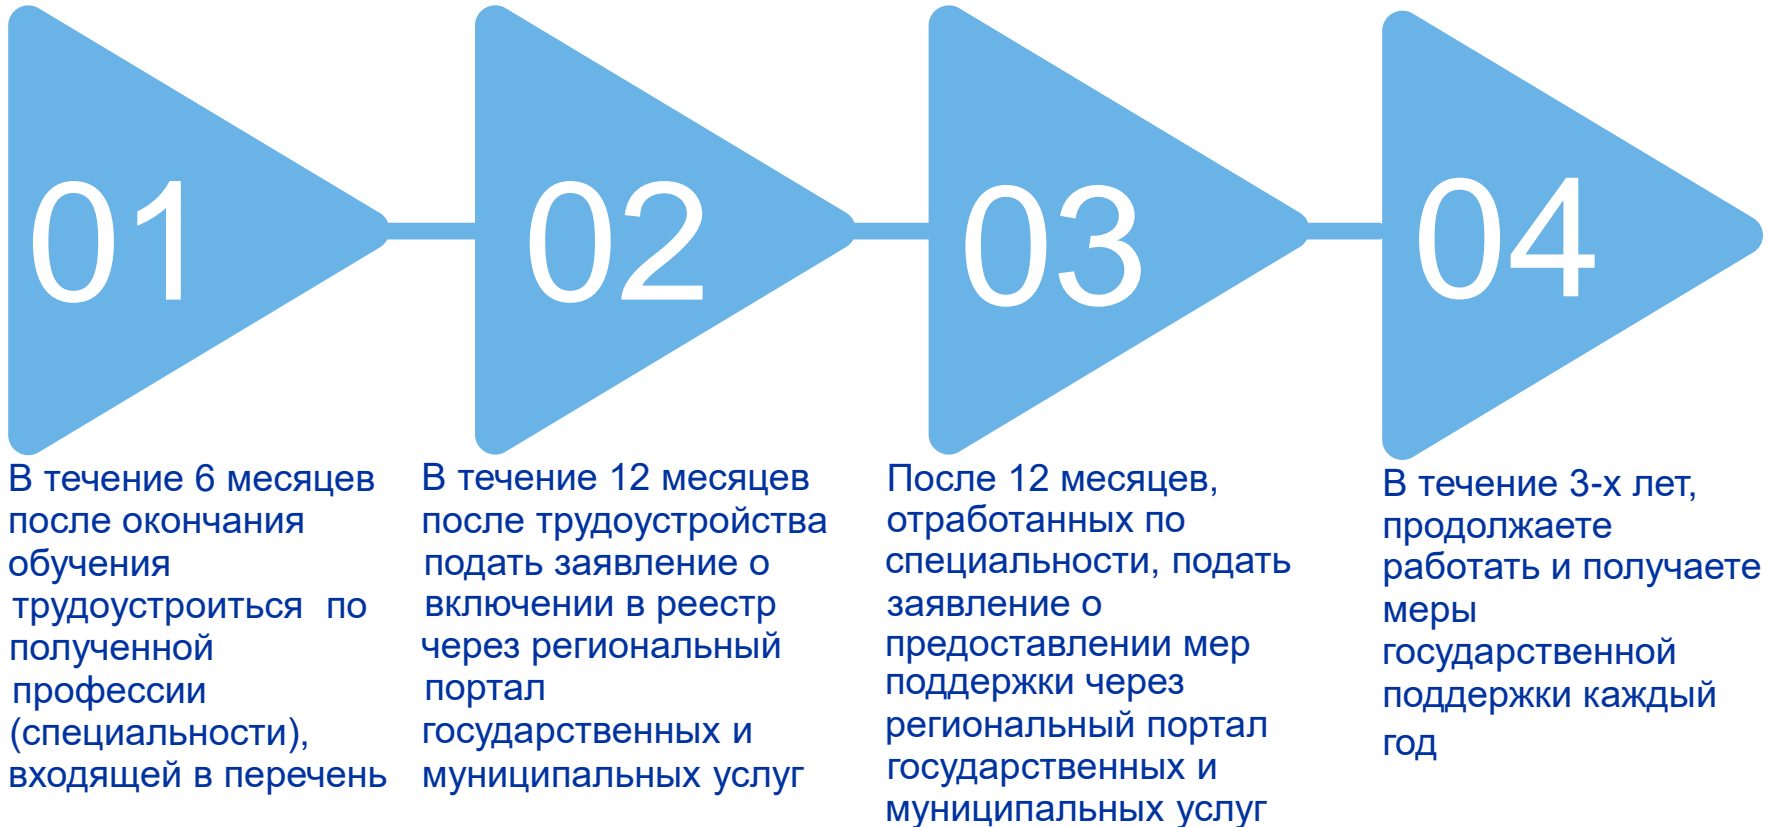 01
В течение 6 месяцев
после окончания
обучения
трудоустроиться по
полученной
профессии
(специальности),
входящей в перечень
02
В течение 12 месяцев
после трудоустройства
подать заявление о
включении в реестр
через региональный
портал
государственных и
муниципальных услуг
03
После 12 месяцев,
отработанных по
специальности, подать
заявление о
предоставлении мер
поддержки через
региональный портал
государственных и
муниципальных услуг
04
В течение 3-х лет,
продолжаете
работать и получаете
меры
государственной
поддержки каждый
год